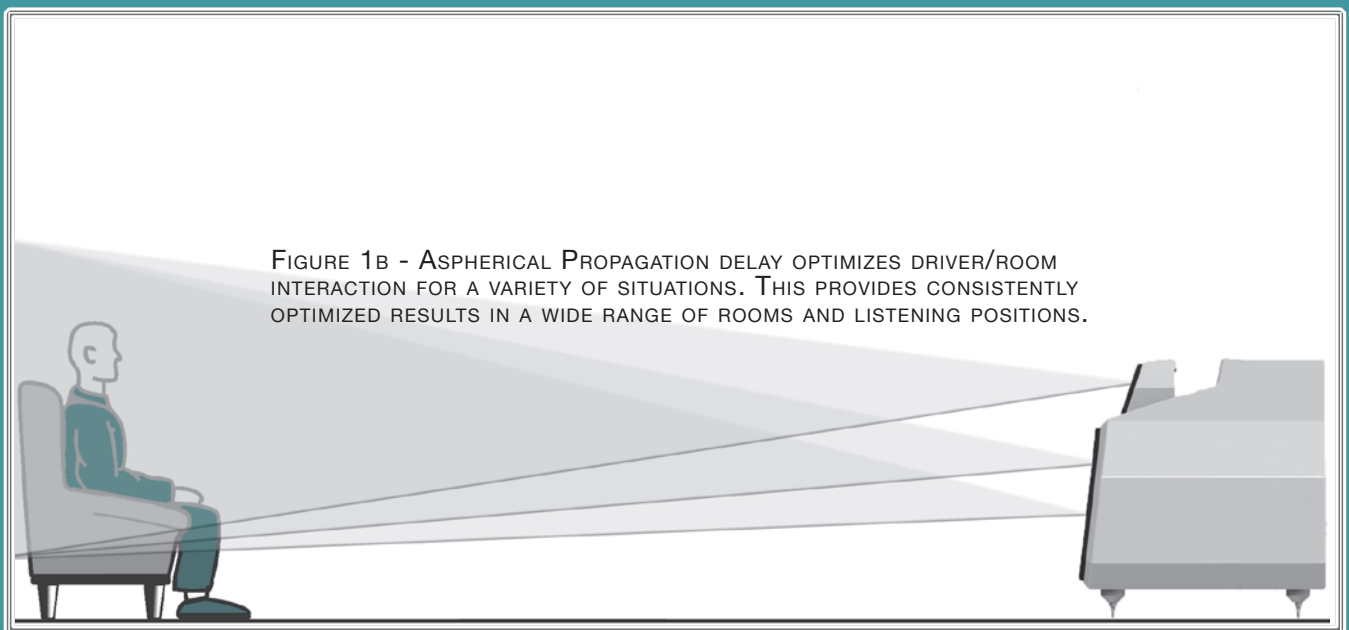 Figure 1b - Aspherical Propagation delay optimizes driver/room
interaction for a variety of situations. This provides consistently
optimized results in a wide range of rooms and listening positions.